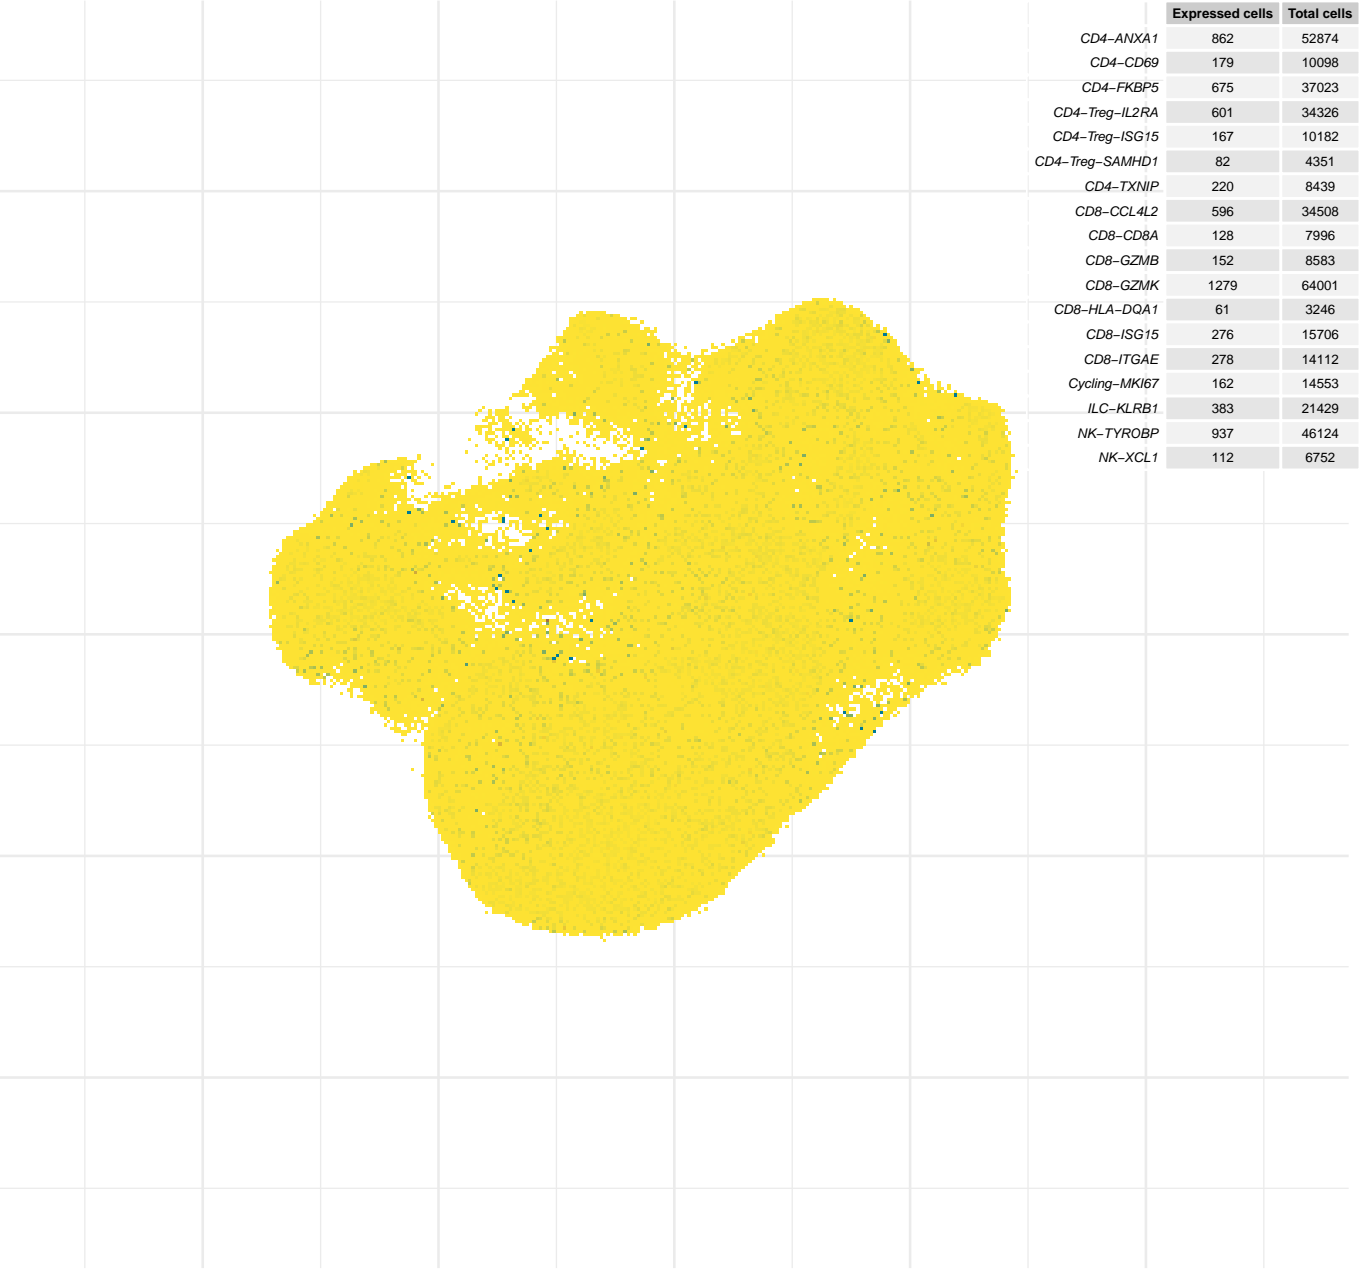 Expressed cells Total cells
CD4−ANXA1 862 52874
CD4−CD69 179 10098
CD4−FKBP5 675 37023
CD4−Treg−IL2RA 601 34326
CD4−Treg−ISG15 167 10182
CD4−Treg−SAMHD1 82 4351
CD4−TXNIP 220 8439
CD8−CCL4L2 596 34508
CD8−CD8A 128 7996
CD8−GZMB 152 8583
CD8−GZMK 1279 64001
CD8−HLA−DQA1 61 3246
CD8−ISG15 276 15706
CD8−ITGAE 278 14112
Cycling−MKI67 162 14553
ILC−KLRB1 383 21429
NK−TYROBP 937 46124
NK−XCL1 112 6752